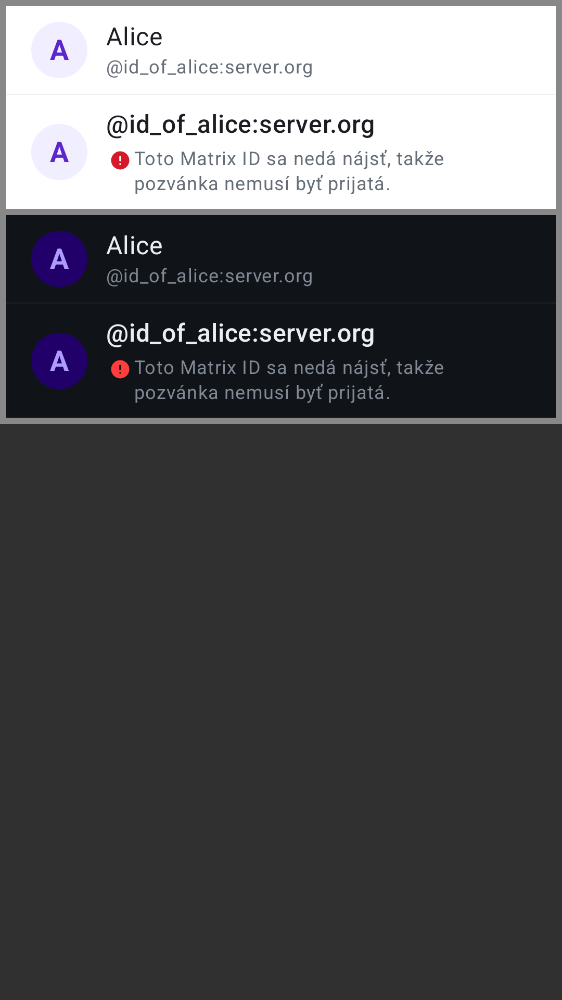 A
Alice
@id_of_alice:server.org
A
@id_of_alice:server.org
Toto Matrix ID sa nedá nájsť, takže
pozvánka nemusí byť prijatá.
A
Alice
@id_of_alice:server.org
A
@id_of_alice:server.org
Toto Matrix ID sa nedá nájsť, takže
pozvánka nemusí byť prijatá.